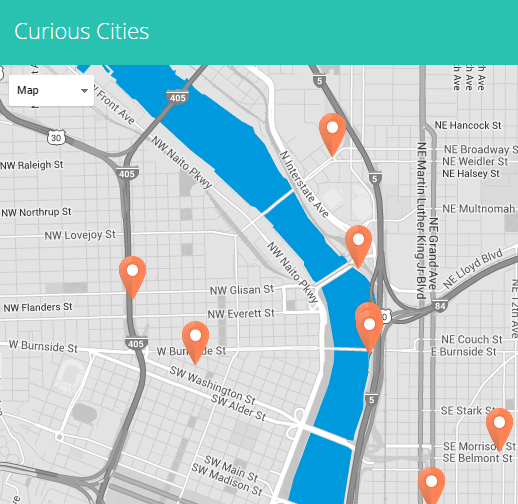 Curious Cities
Map
Front Ave
405
5
30
NE Hancock St
NE Broadway S
NE Weidler St
NE Halsey St
NW Naito Pkwy
NW Raleigh St
405
5
N Interstate Ave
NE Martin Luther King Jr Blvd
NE Grand Ave
NW Northrup St
NE Multnomah
NW Lovejoy St
NW Naito Pkwy
NE Lloyd Blvd
NW Glisan St
NE 12th Ave
NW Flanders St
84
NW Everett St
405
W Burnside St
W Burnside St
NE Couch St
E Burnside St
SW Washington St
SW Alder St
5
SE Stark St
SE Morrison St
SE Belmont St
SW Main St
SW Madison St